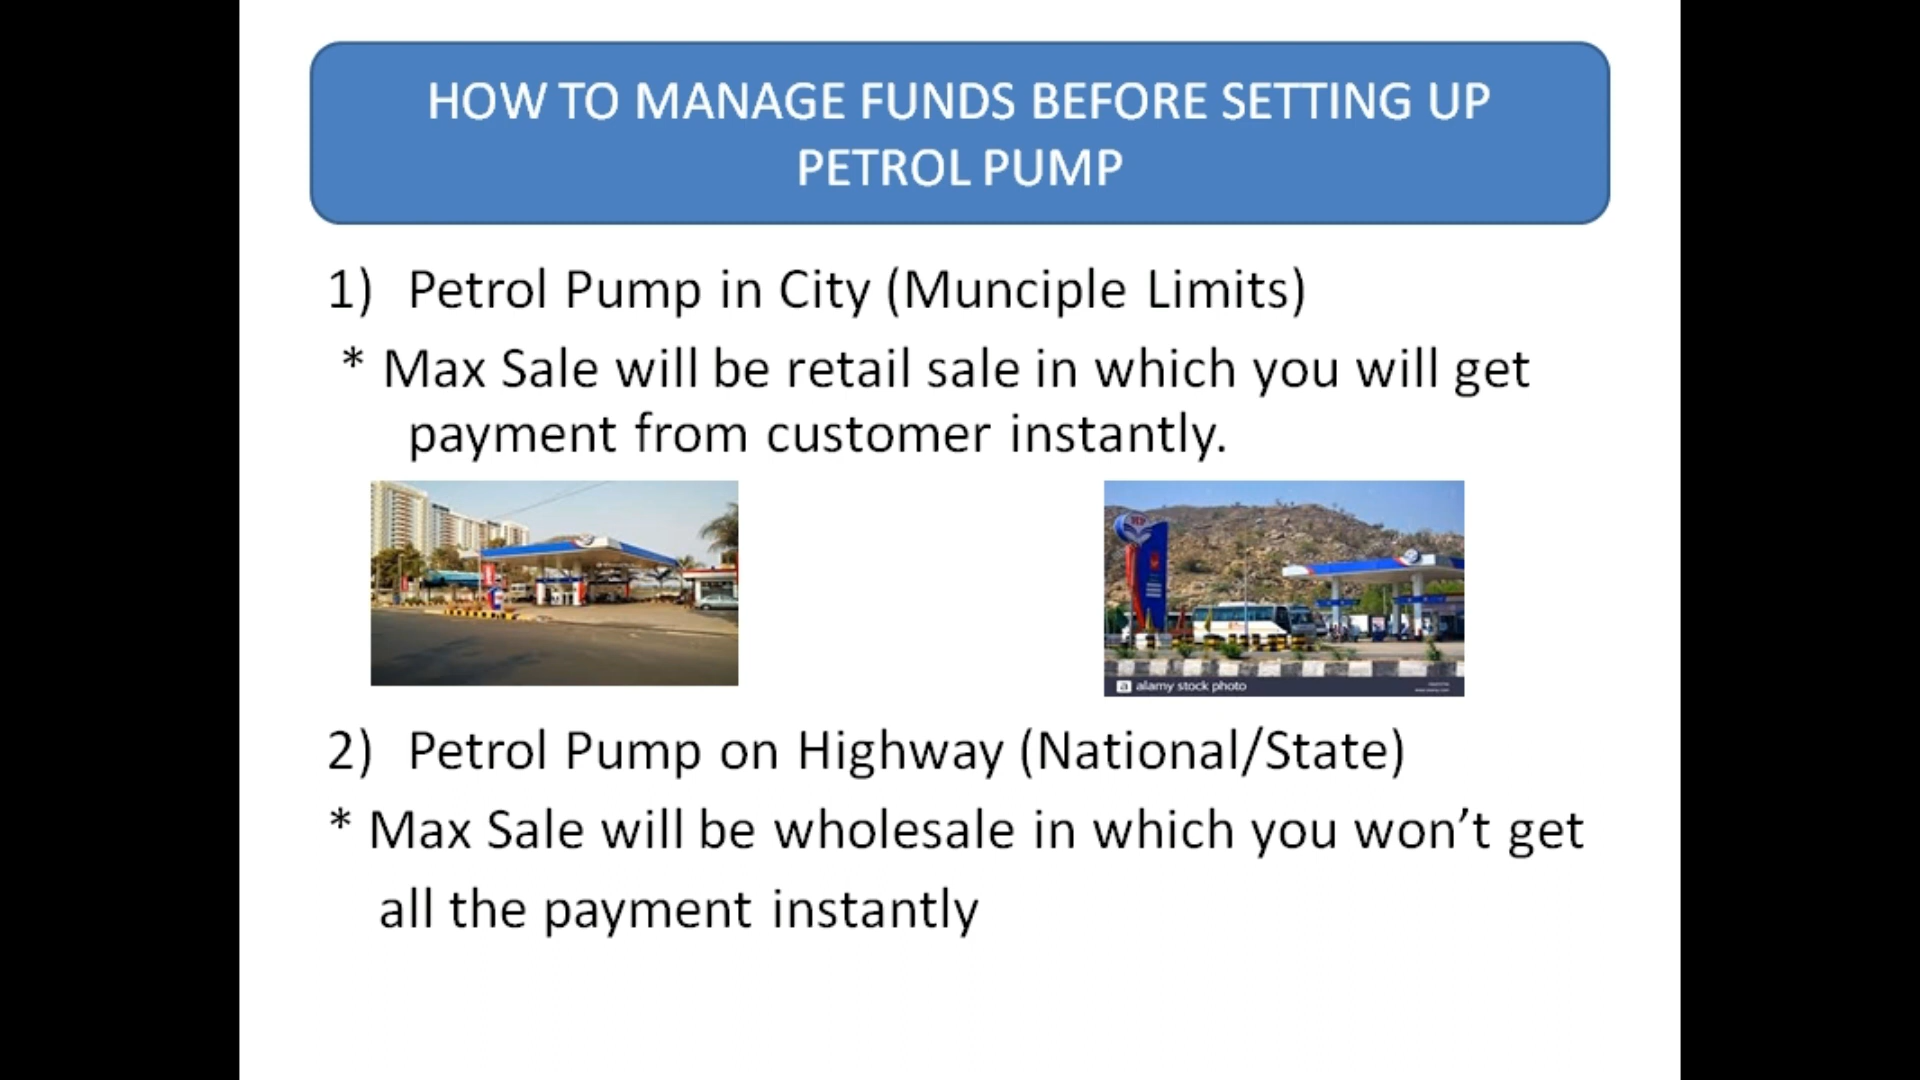 HOW TO MANAGE FUNDS BEFORE SETTING UP
PETROL PUMP
1) Petrol Pump in City (Munciple Limits)
* Max Sale will be retail sale in which you will get
payment from customer instantly.
HP
a alamy stock photo
2) Petrol Pump on Highway (National/State)
* Max Sale will be wholesale in which you won’t get
all the payment instantly